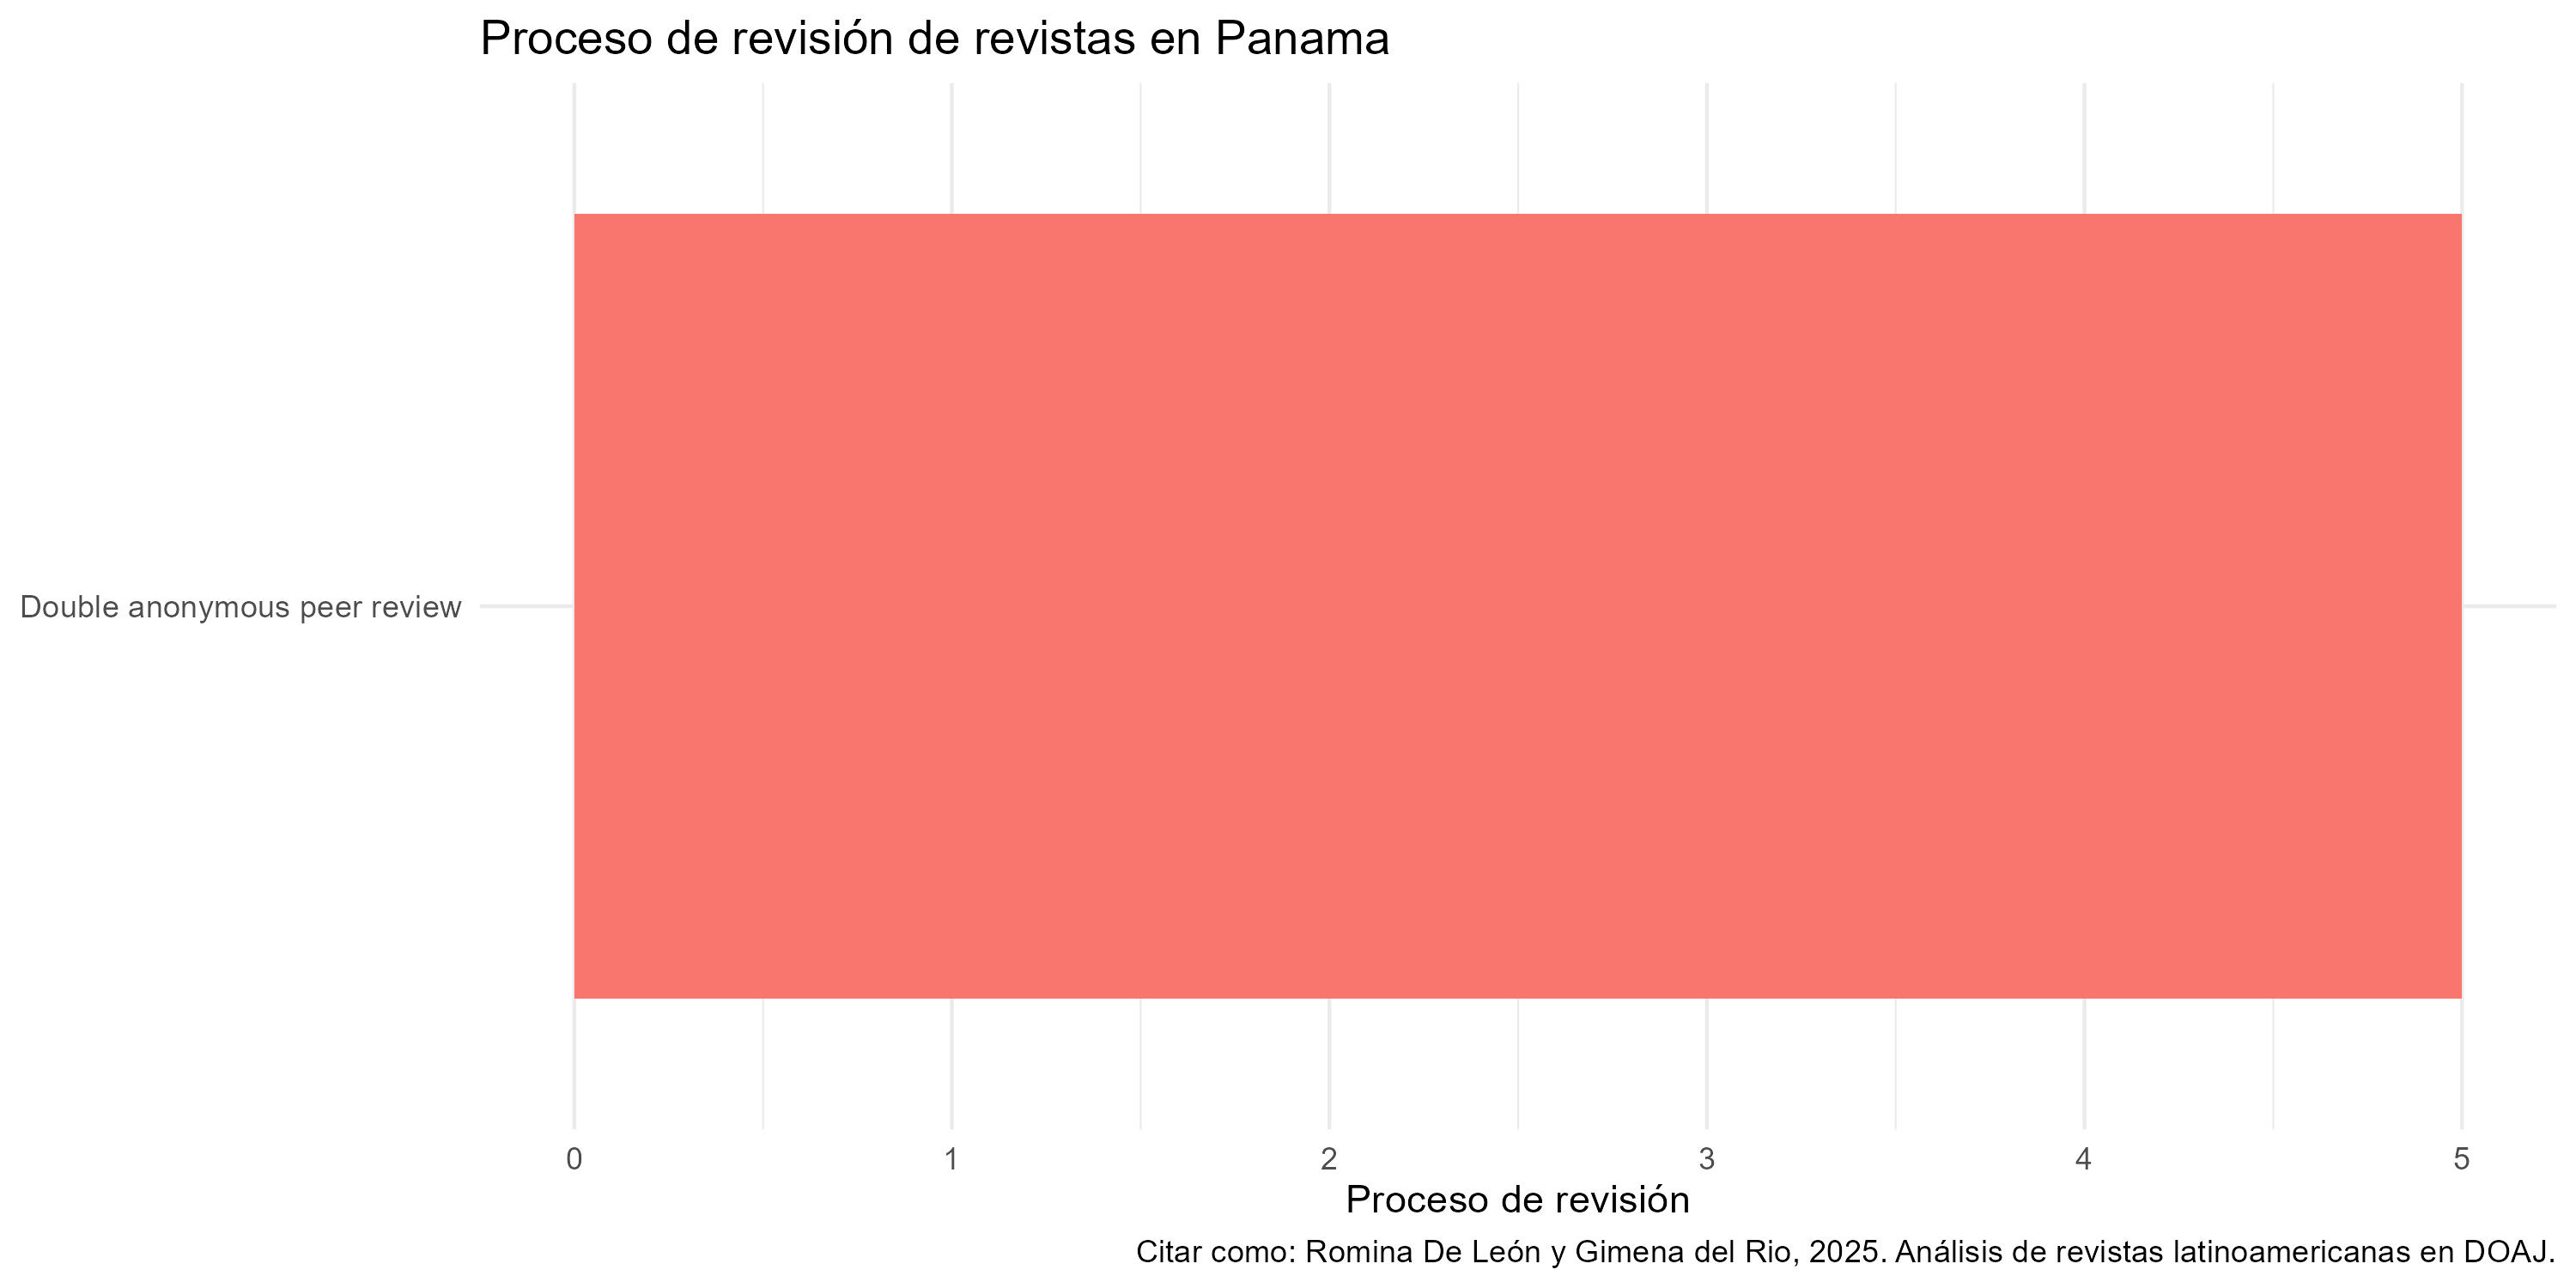 Proceso de revisión de revistas en Panama
Double anonymous peer review
0 1 2 3 4 5
Proceso de revisión
Citar como: Romina De León y Gimena del Rio, 2025. Análisis de revistas latinoamericanas en DOAJ.